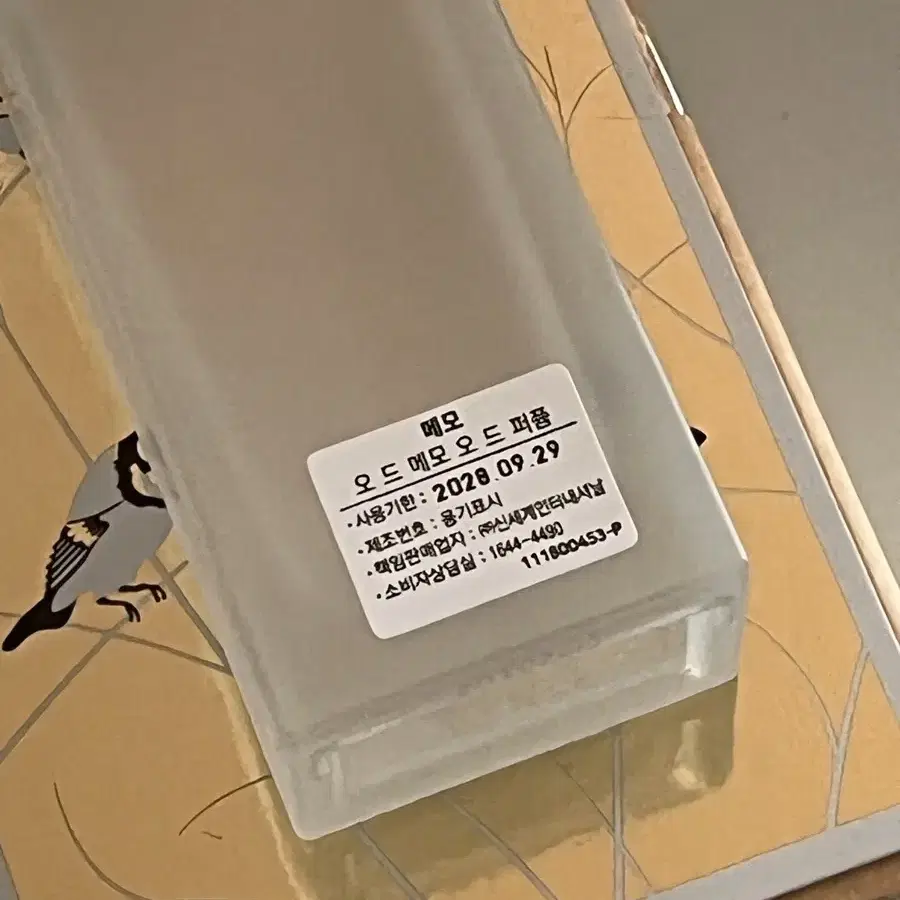 메모
오 드 메모 오 드 퍼퓸
·사용기한 : 2028.09.29
·제조번호 : 용기표시
·책임판매업자 : ㈜신세계인터내셔날
·소비자상담실 : 1644-4490
111800453-P